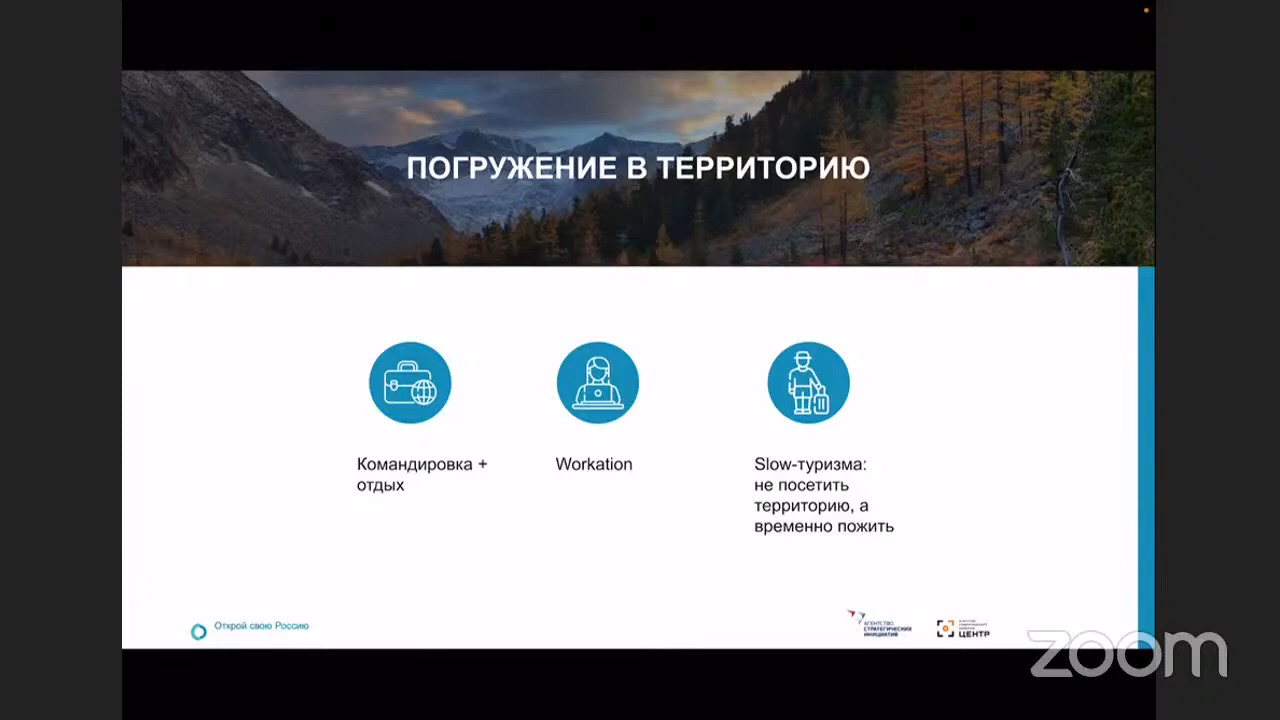 ПОГРУЖЕНИЕ В ТЕРРИТОРИЮ
Командировка +
отдых
Workation
Slow-туризма:
не посетить
территорию, а
временно пожить
Открой свою Россию
АГЕНТСТВО
СТРАТЕГИЧЕСКИХ
ИНИЦИАТИВ
ЦЕНТР
zoom